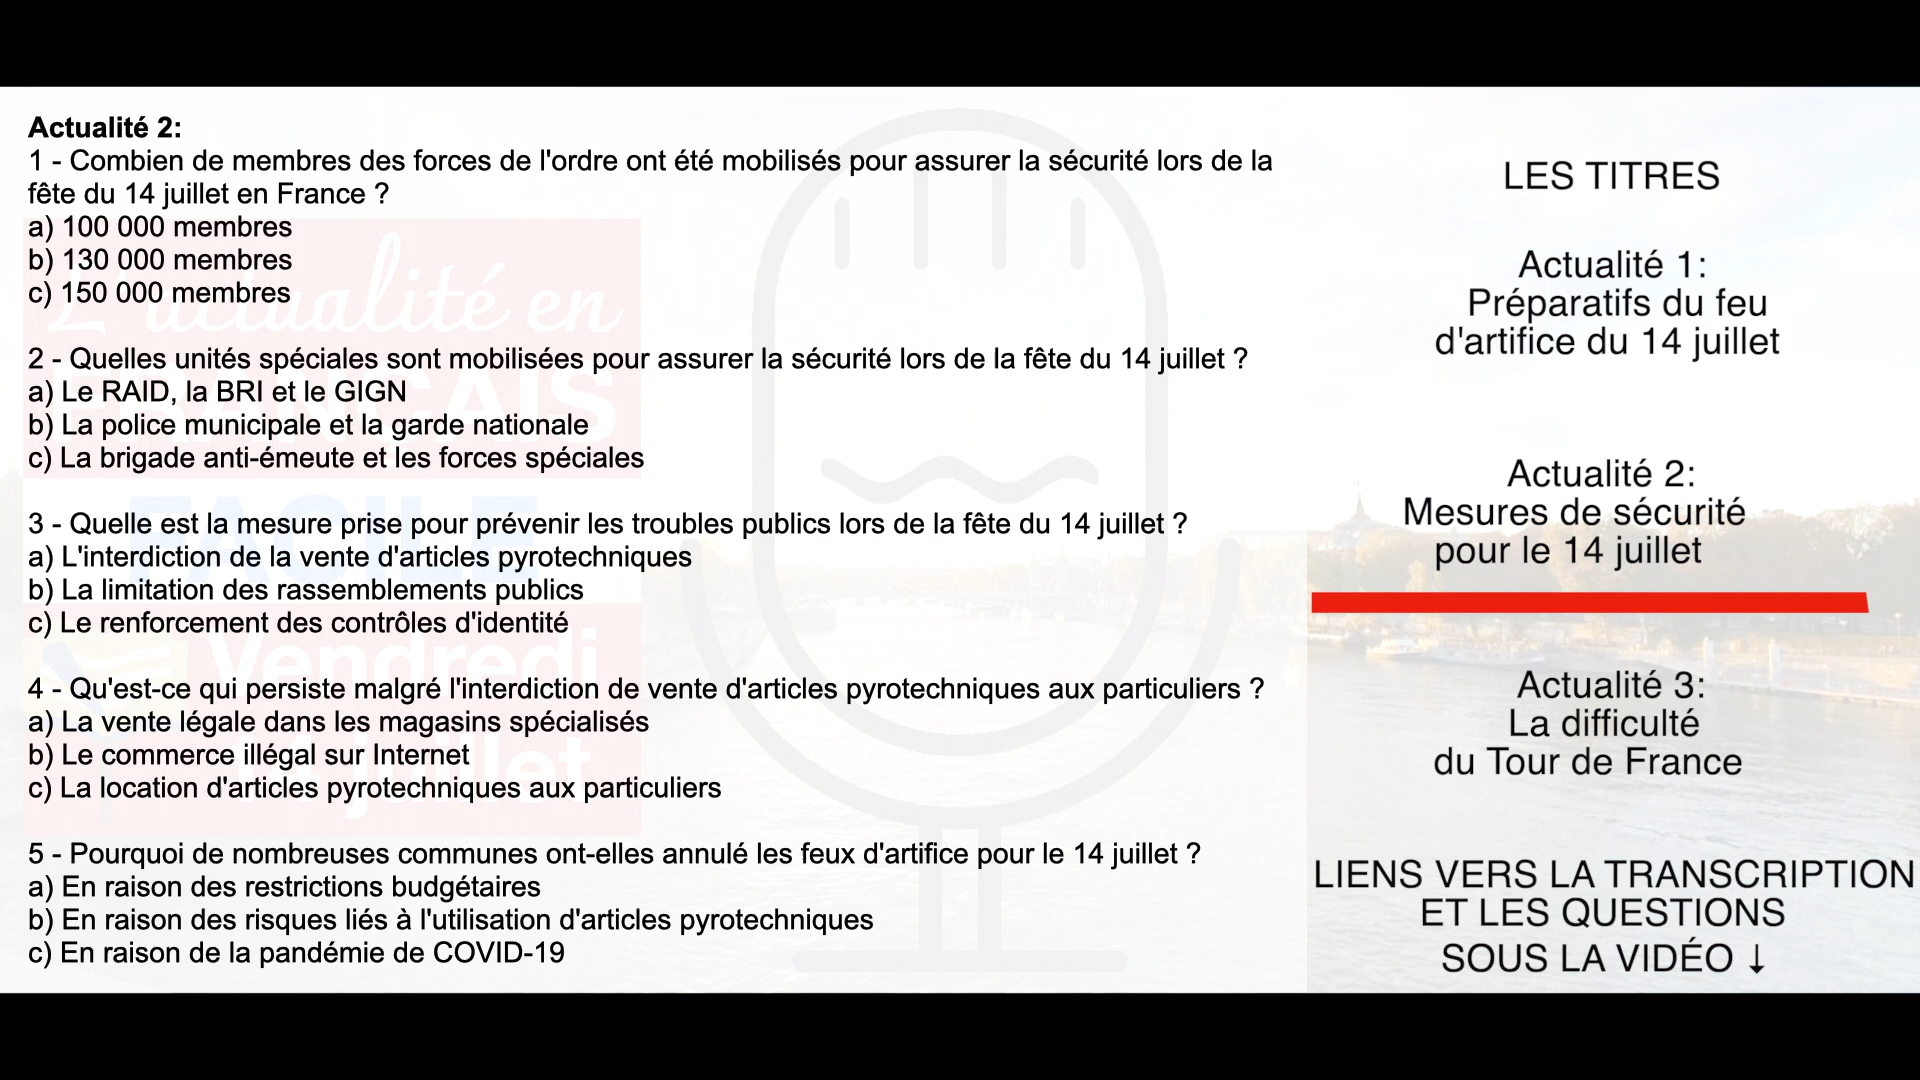 Actualité 2:
1 - Combien de membres des forces de l'ordre ont été mobilisés pour assurer la sécurité lors de la
fête du 14 juillet en France ?
a) 100 000 membres
b) 130 000 membres
c) 150 000 membres
2 - Quelles unités spéciales sont mobilisées pour assurer la sécurité lors de la fête du 14 juillet ?
a) Le RAID, la BRI et le GIGN
b) La police municipale et la garde nationale
c) La brigade anti-émeute et les forces spéciales
3 - Quelle est la mesure prise pour prévenir les troubles publics lors de la fête du 14 juillet ?
a) L'interdiction de la vente d'articles pyrotechniques
b) La limitation des rassemblements publics
c) Le renforcement des contrôles d'identité
4 - Qu'est-ce qui persiste malgré l'interdiction de vente d'articles pyrotechniques aux particuliers ?
a) La vente légale dans les magasins spécialisés
b) Le commerce illégal sur Internet
c) La location d'articles pyrotechniques aux particuliers
5 - Pourquoi de nombreuses communes ont-elles annulé les feux d'artifice pour le 14 juillet ?
a) En raison des restrictions budgétaires
b) En raison des risques liés à l'utilisation d'articles pyrotechniques
c) En raison de la pandémie de COVID-19
L'actualité en
FRANÇAIS
FACILE
Vendredi
14 juillet
LES TITRES
Actualité 1:
Préparatifs du feu
d'artifice du 14 juillet
Actualité 2:
Mesures de sécurité
pour le 14 juillet
Actualité 3:
La difficulté
du Tour de France
LIENS VERS LA TRANSCRIPTION
ET LES QUESTIONS
SOUS LA VIDÉO ↓